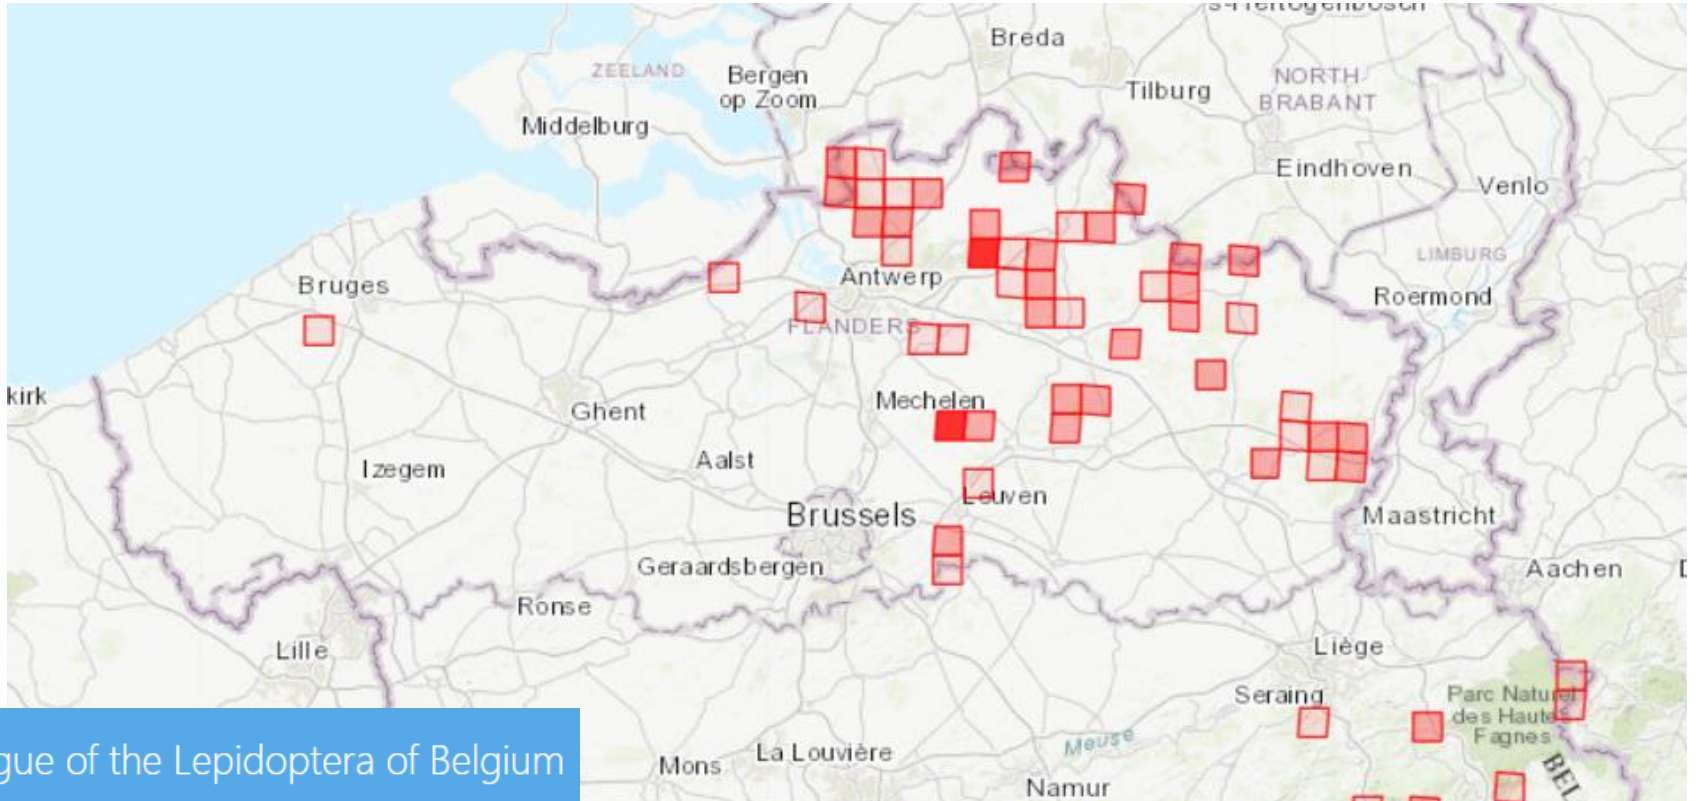 s-Hertogenbosch
Breda
ZEELAND
Bergen
op Zoom
Tilburg
NORTH
BRABANT
Middelburg
Eindhoven
Venlo
LIMBURG
Bruges
Antwerp
Roermond
FLANDERS
kirk
Ghent
Mechelen
Izegem
Aalst
Leuven
Brussels
Maastricht
Geraardsbergen
Aachen
Ronse
Lille
Liège
Seraing
Parc Naturel
des Hautes
Fagnes
gue of the Lepidoptera of Belgium
Mons
La Louvière
Meuse
Namur
BEL